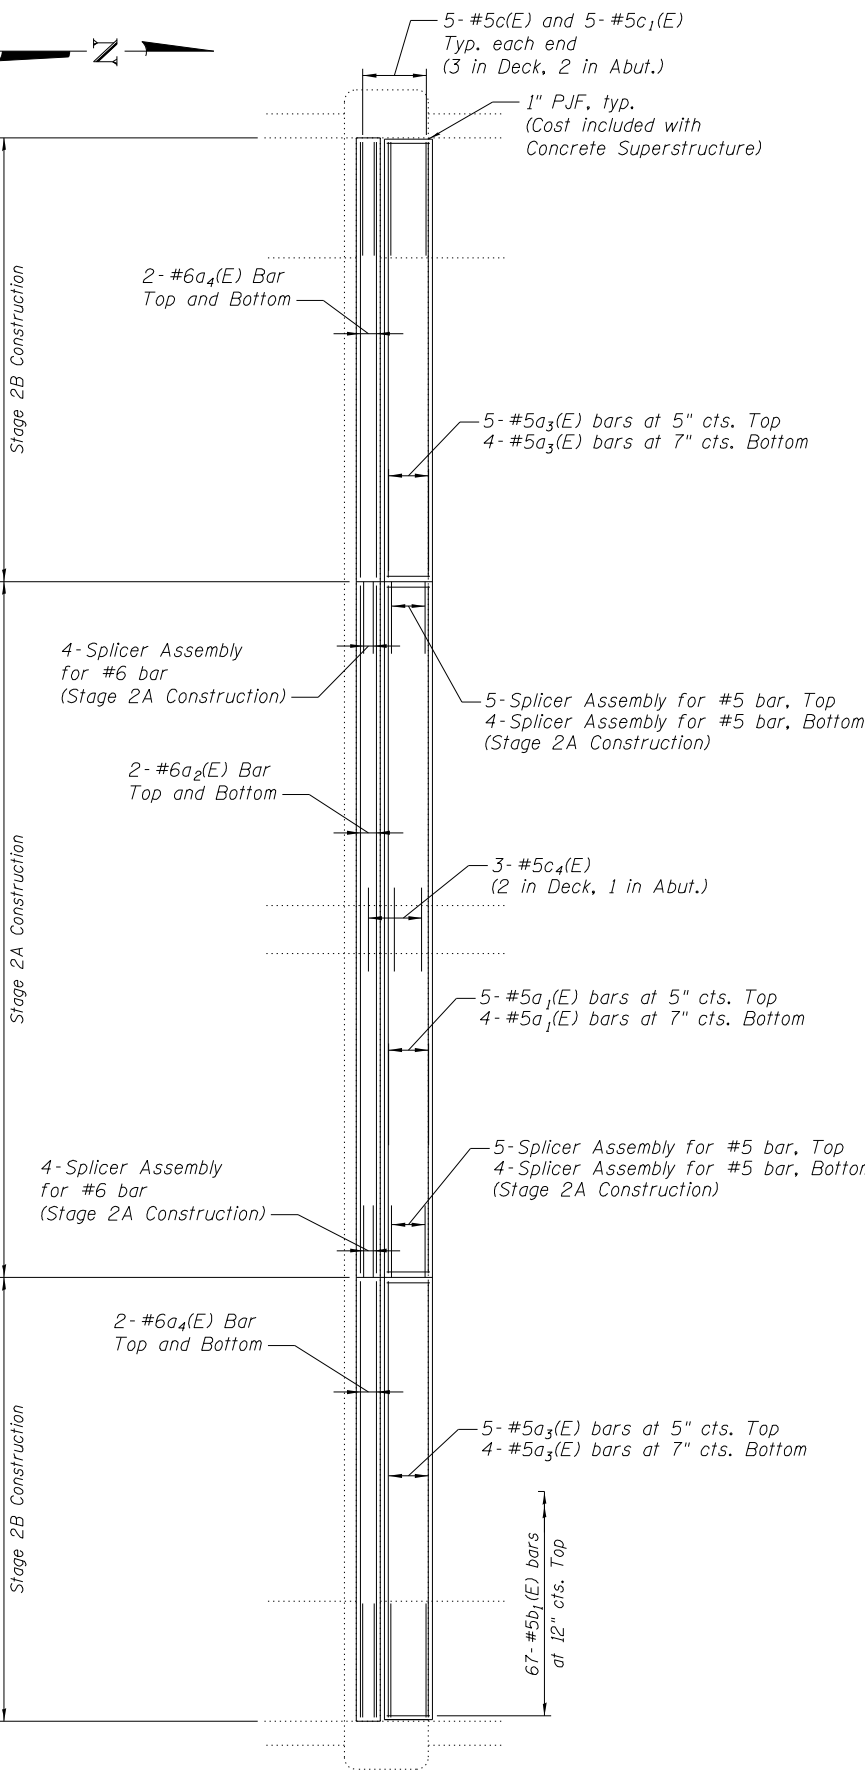 5-#5c(E) and 5-#5c₁(E)
Typ. each end
(3 in Deck, 2 in Abut.)
N
1" PJF, typ.
(Cost included with
Concrete Superstructure)
Stage 2B Construction
2-#6a₄(E) Bar
Top and Bottom
5-#5a₃(E) bars at 5" cts. Top
4-#5a₃(E) bars at 7" cts. Bottom
4-Splicer Assembly
for #6 bar
(Stage 2A Construction)
5-Splicer Assembly for #5 bar, Top
4-Splicer Assembly for #5 bar, Bottom
(Stage 2A Construction)
2-#6a₂(E) Bar
Top and Bottom
Stage 2A Construction
3-#5c₄(E)
(2 in Deck, 1 in Abut.)
5-#5a₁(E) bars at 5" cts. Top
4-#5a₁(E) bars at 7" cts. Bottom
4-Splicer Assembly
for #6 bar
(Stage 2A Construction)
5-Splicer Assembly for #5 bar, Top
4-Splicer Assembly for #5 bar, Bottom
(Stage 2A Construction)
2-#6a₄(E) Bar
Top and Bottom
Stage 2B Construction
5-#5a₃(E) bars at 5" cts. Top
4-#5a₃(E) bars at 7" cts. Bottom
67-#5b₁(E) bars
at 12" cts. Top